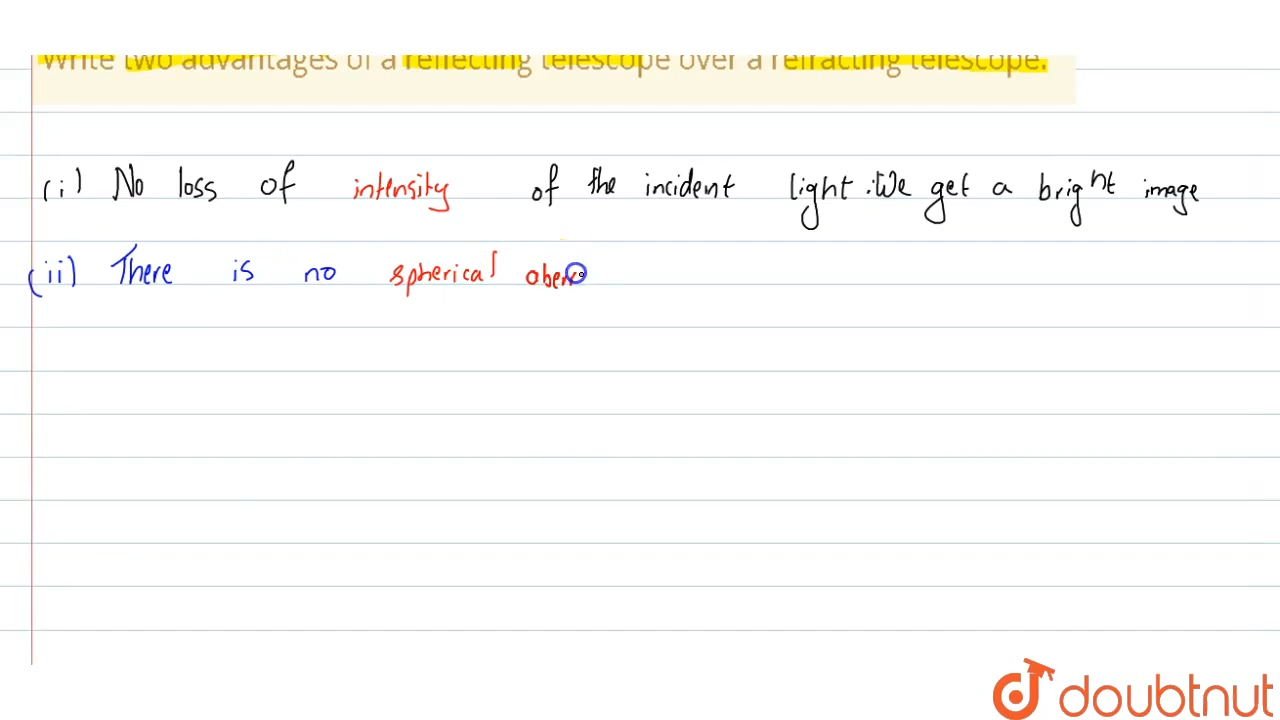 Write two advantages of a reflecting telescope over a refracting telescope.
(i) No loss of intensity of the incident light. We get a bright image
(ii) There is no spherical aber
doubtnut